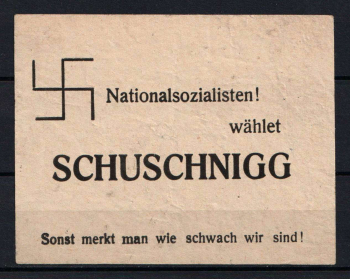 Nationalsozialisten!
wählet
SCHUSCHNIGG
Sonst merkt man wie schwach wir sind!